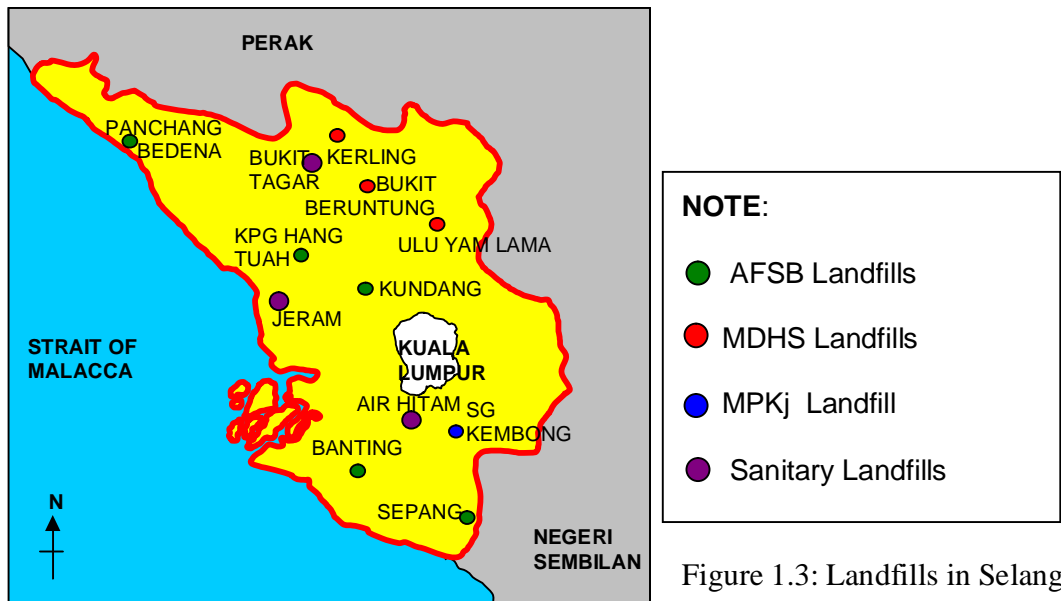 PERAK
PANCHANG
BEDENA
BUKIT
TAGAR
KERLING
BUKIT
BERUNTUNG
KPG HANG
TUAH
ULU YAM LAMA
KUNDANG
JERAM
STRAIT OF
MALACCA
KUALA
LUMPUR
AIR HITAM
SG
KEMBONG
BANTING
SEPANG
N
NEGERI
SEMBILAN
NOTE:
AFSB Landfills
MDHS Landfills
MPKj Landfill
Sanitary Landfills
Figure 1.3: Landfills in Selang